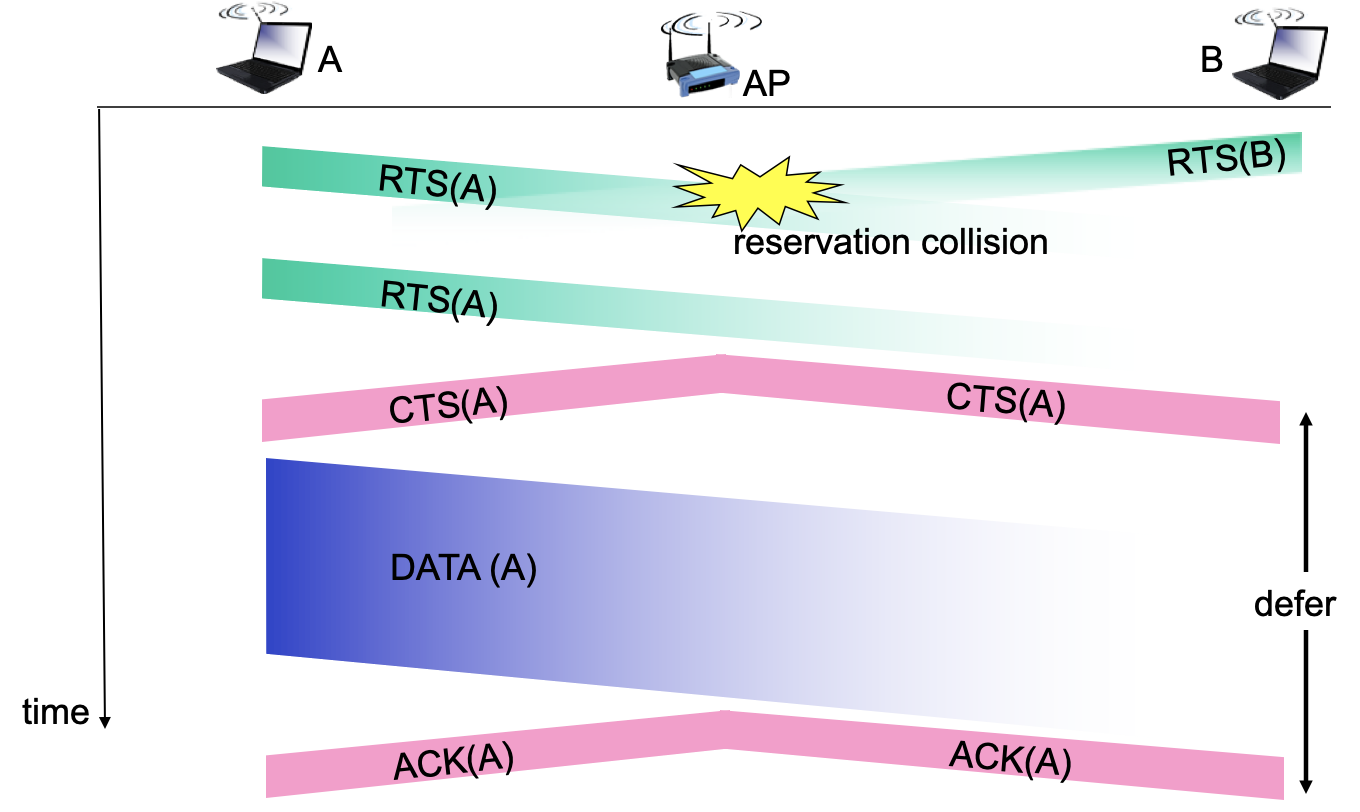 A
AP
B
RTS(A)
RTS(B)
reservation collision
RTS(A)
CTS(A)
CTS(A)
DATA (A)
defer
time
ACK(A)
ACK(A)